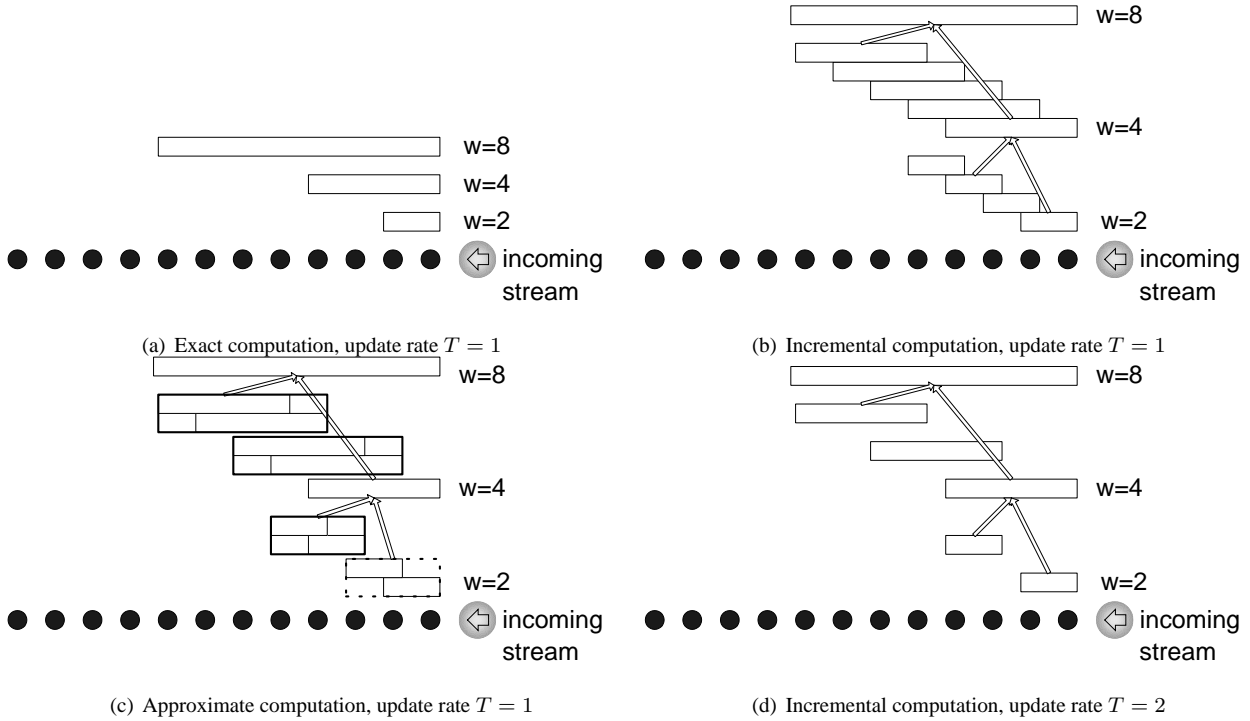 w=8
w=4
w=2
incoming
stream
(a) Exact computation, update rate T = 1
w=8
w=4
w=2
incoming
stream
(b) Incremental computation, update rate T = 1
w=8
w=4
w=2
incoming
stream
(c) Approximate computation, update rate T = 1
w=8
w=4
w=2
incoming
stream
(d) Incremental computation, update rate T = 2